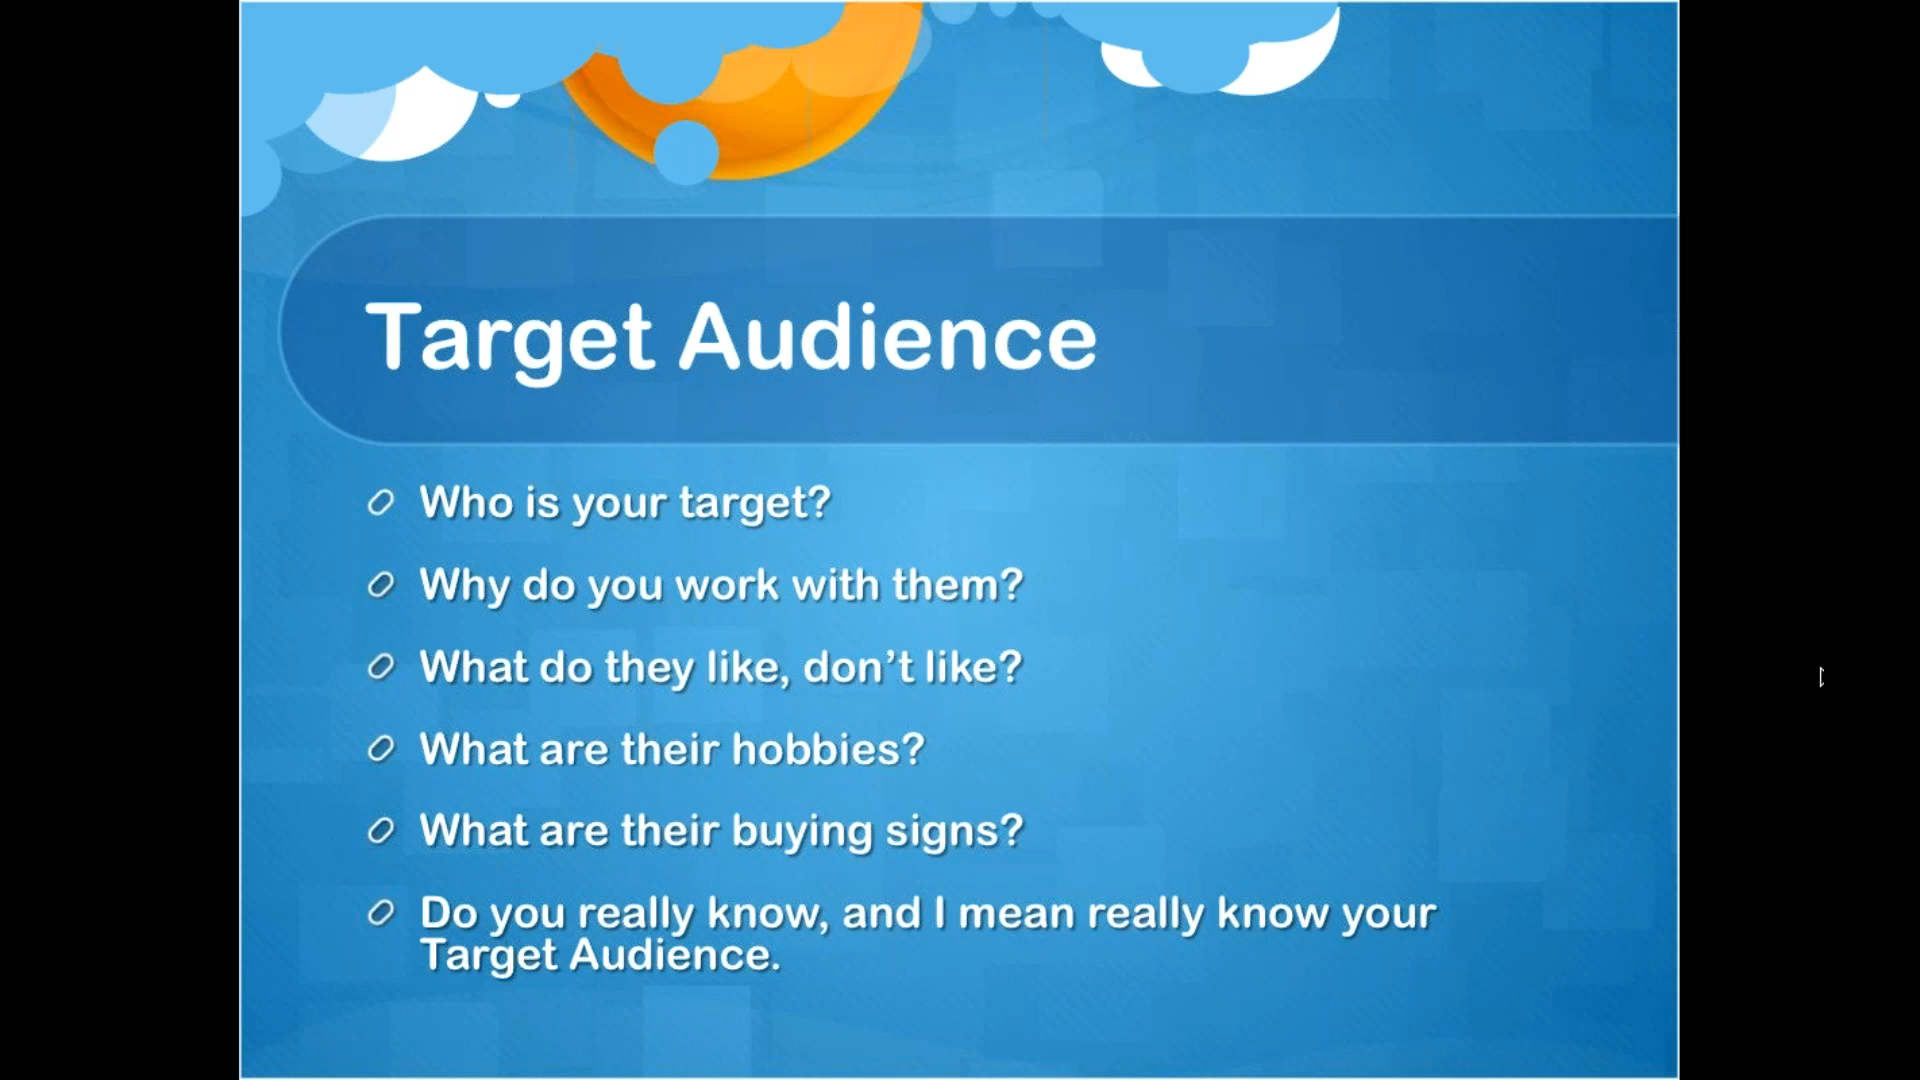 Target Audience
Who is your target?
Why do you work with them?
What do they like, don’t like?
What are their hobbies?
What are their buying signs?
Do you really know, and I mean really know your
Target Audience.